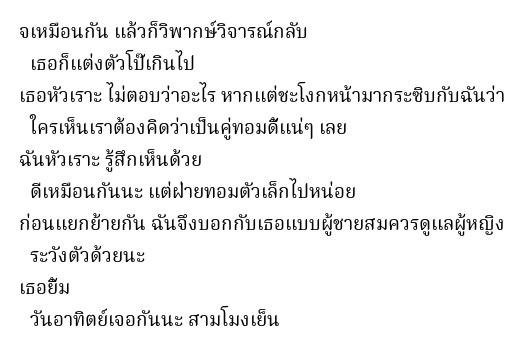 จเหมือนกัน แล้วก็วิพากษ์วิจารณ์กลับ
เธอก็แต่งตัวโป๊เกินไป
เธอหัวเราะ ไม่ตอบว่าอะไร หากแต่ชะโงกหน้ามากระซิบกับฉันว่า
ใครเห็นเราต้องคิดว่าเป็นคู่ทอมดี้แน่ๆ เลย
ฉันหัวเราะ รู้สึกเห็นด้วย
ดีเหมือนกันนะ แต่ฝ่ายทอมตัวเล็กไปหน่อย
ก่อนแยกย้ายกัน ฉันจึงบอกกับเธอแบบผู้ชายสมควรดูแลผู้หญิง
ระวังตัวด้วยนะ
เธอยิ้ม
วันอาทิตย์เจอกันนะ สามโมงเย็น